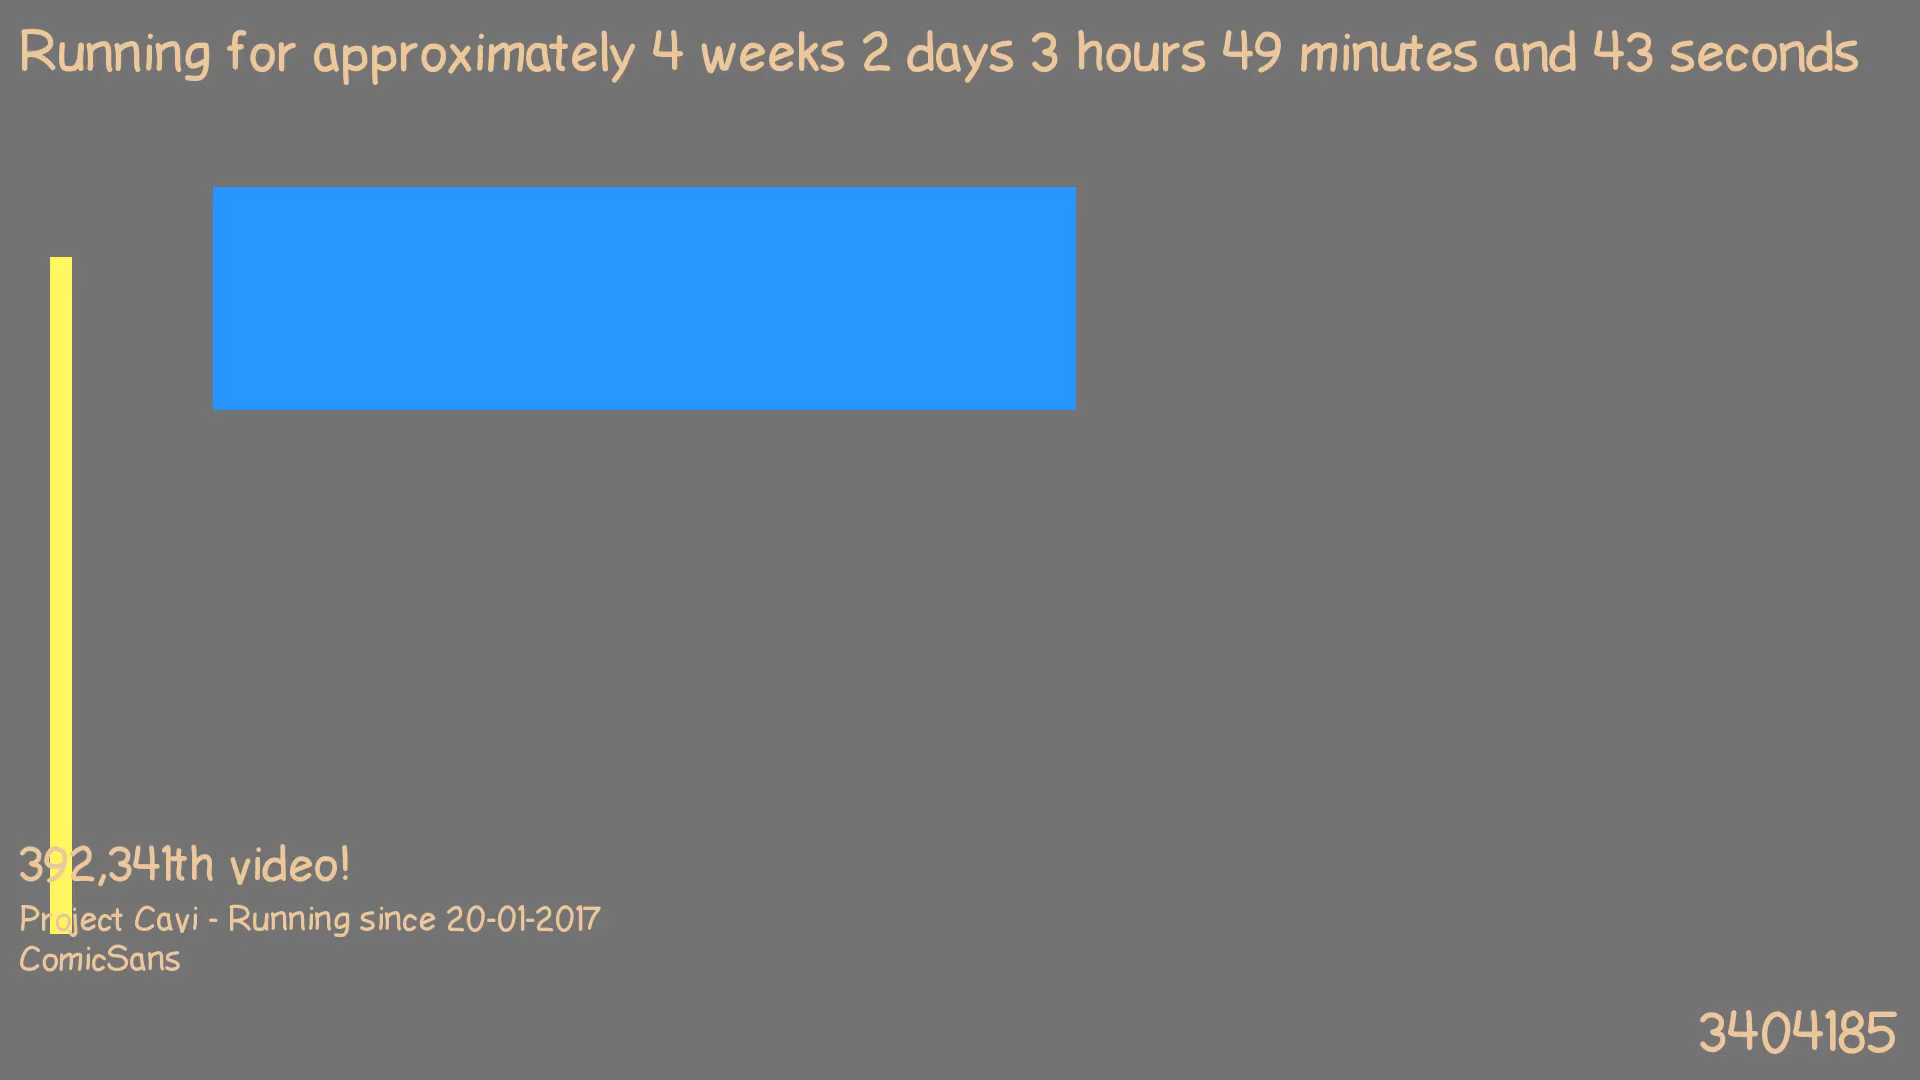 Running for approximately 4 weeks 2 days 3 hours 49 minutes and 43 seconds
392,341th video!
Project Cavi - Running since 20-01-2017
ComicSans
3404185